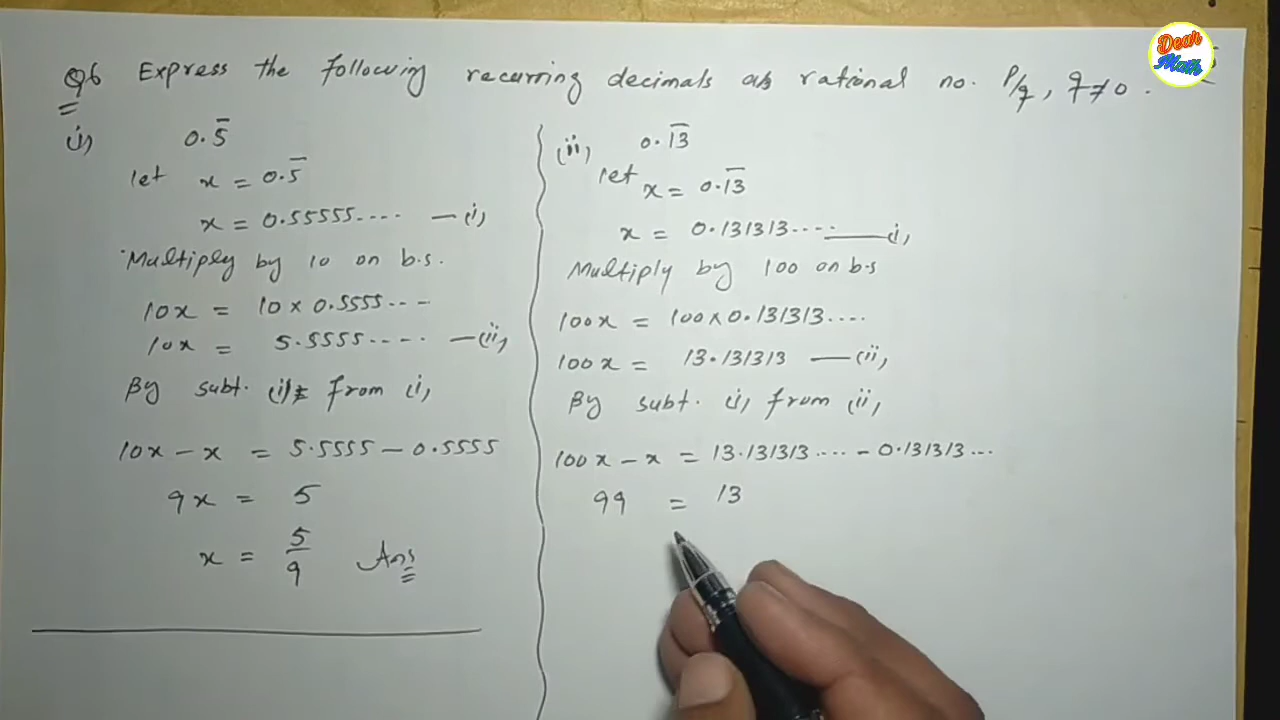 Q6 Express the following recurring decimals as rational no. P/q, q≠0.
(i) 0.5̅
let x = 0.5̅
x = 0.55555.... —(i)
Multiply by 10 on b.s.
10x = 10 × 0.5555...-
10x = 5.5555..... —(ii)
By subt. (i) from (i)
10x – x = 5.5555 – 0.5555
9x = 5
x = 5/9 Ans
(ii) 0.1̅3̅
let x = 0.1̅3̅
x = 0.131313..... —(i)
Multiply by 100 on b.s
100x = 100×0.131313....
100x = 13.131313 —(ii)
By subt. (i) from (ii)
100x – x = 13.131313.... – 0.131313...
99 = 13
Dear
Math